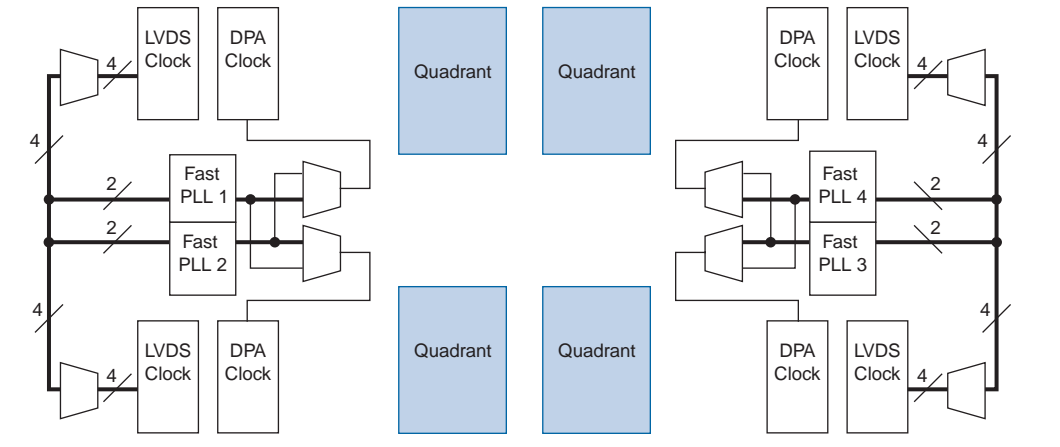 LVDS
Clock
DPA
Clock
Quadrant
Quadrant
DPA
Clock
LVDS
Clock
4
4
4
4
2
Fast
PLL 1
Fast
PLL 4
2
2
Fast
PLL 2
Fast
PLL 3
2
4
4
LVDS
Clock
DPA
Clock
Quadrant
Quadrant
DPA
Clock
LVDS
Clock
4
4